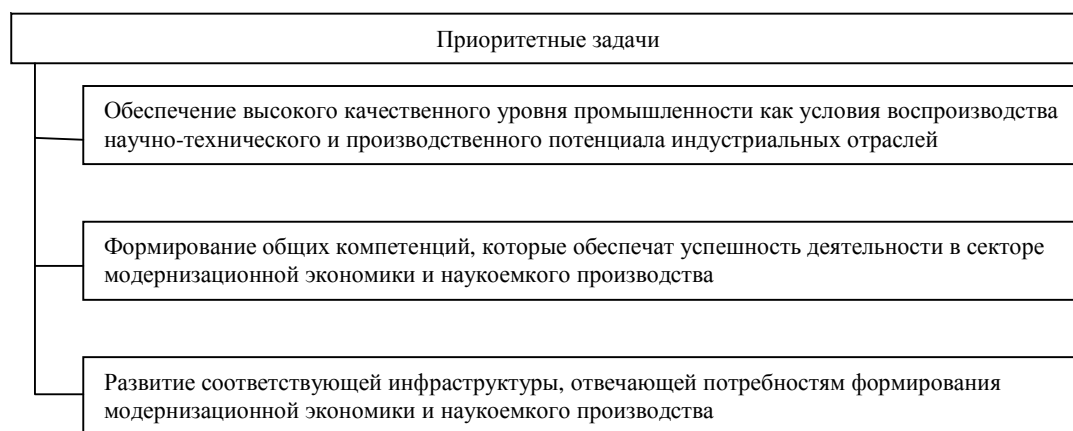 Приоритетные задачи
Обеспечение высокого качественного уровня промышленности как условия воспроизводства
научно-технического и производственного потенциала индустриальных отраслей
Формирование общих компетенций, которые обеспечат успешность деятельности в секторе
модернизационной экономики и наукоемкого производства
Развитие соответствующей инфраструктуры, отвечающей потребностям формирования
модернизационной экономики и наукоемкого производства